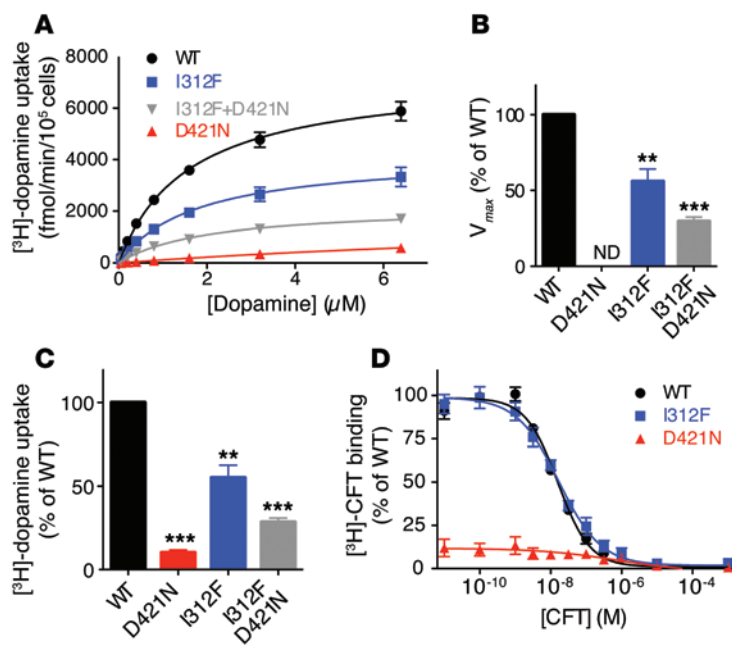 A
[³H]-dopamine uptake
(fmol/min/10⁵ cells)
8000
6000
4000
2000
0
WT
I312F
I312F+D421N
D421N
0
2
4
6
[Dopamine] (µM)
B
V_max (% of WT)
100
50
0
ND
**
***
WT
D421N
I312F
I312F
D421N
C
[³H]-dopamine uptake
(% of WT)
100
50
0
***
**
***
WT
D421N
I312F
I312F
D421N
D
[³H]-CFT binding
(% of WT)
100
75
50
25
0
WT
I312F
D421N
10⁻¹⁰
10⁻⁸
10⁻⁶
10⁻⁴
[CFT] (M)